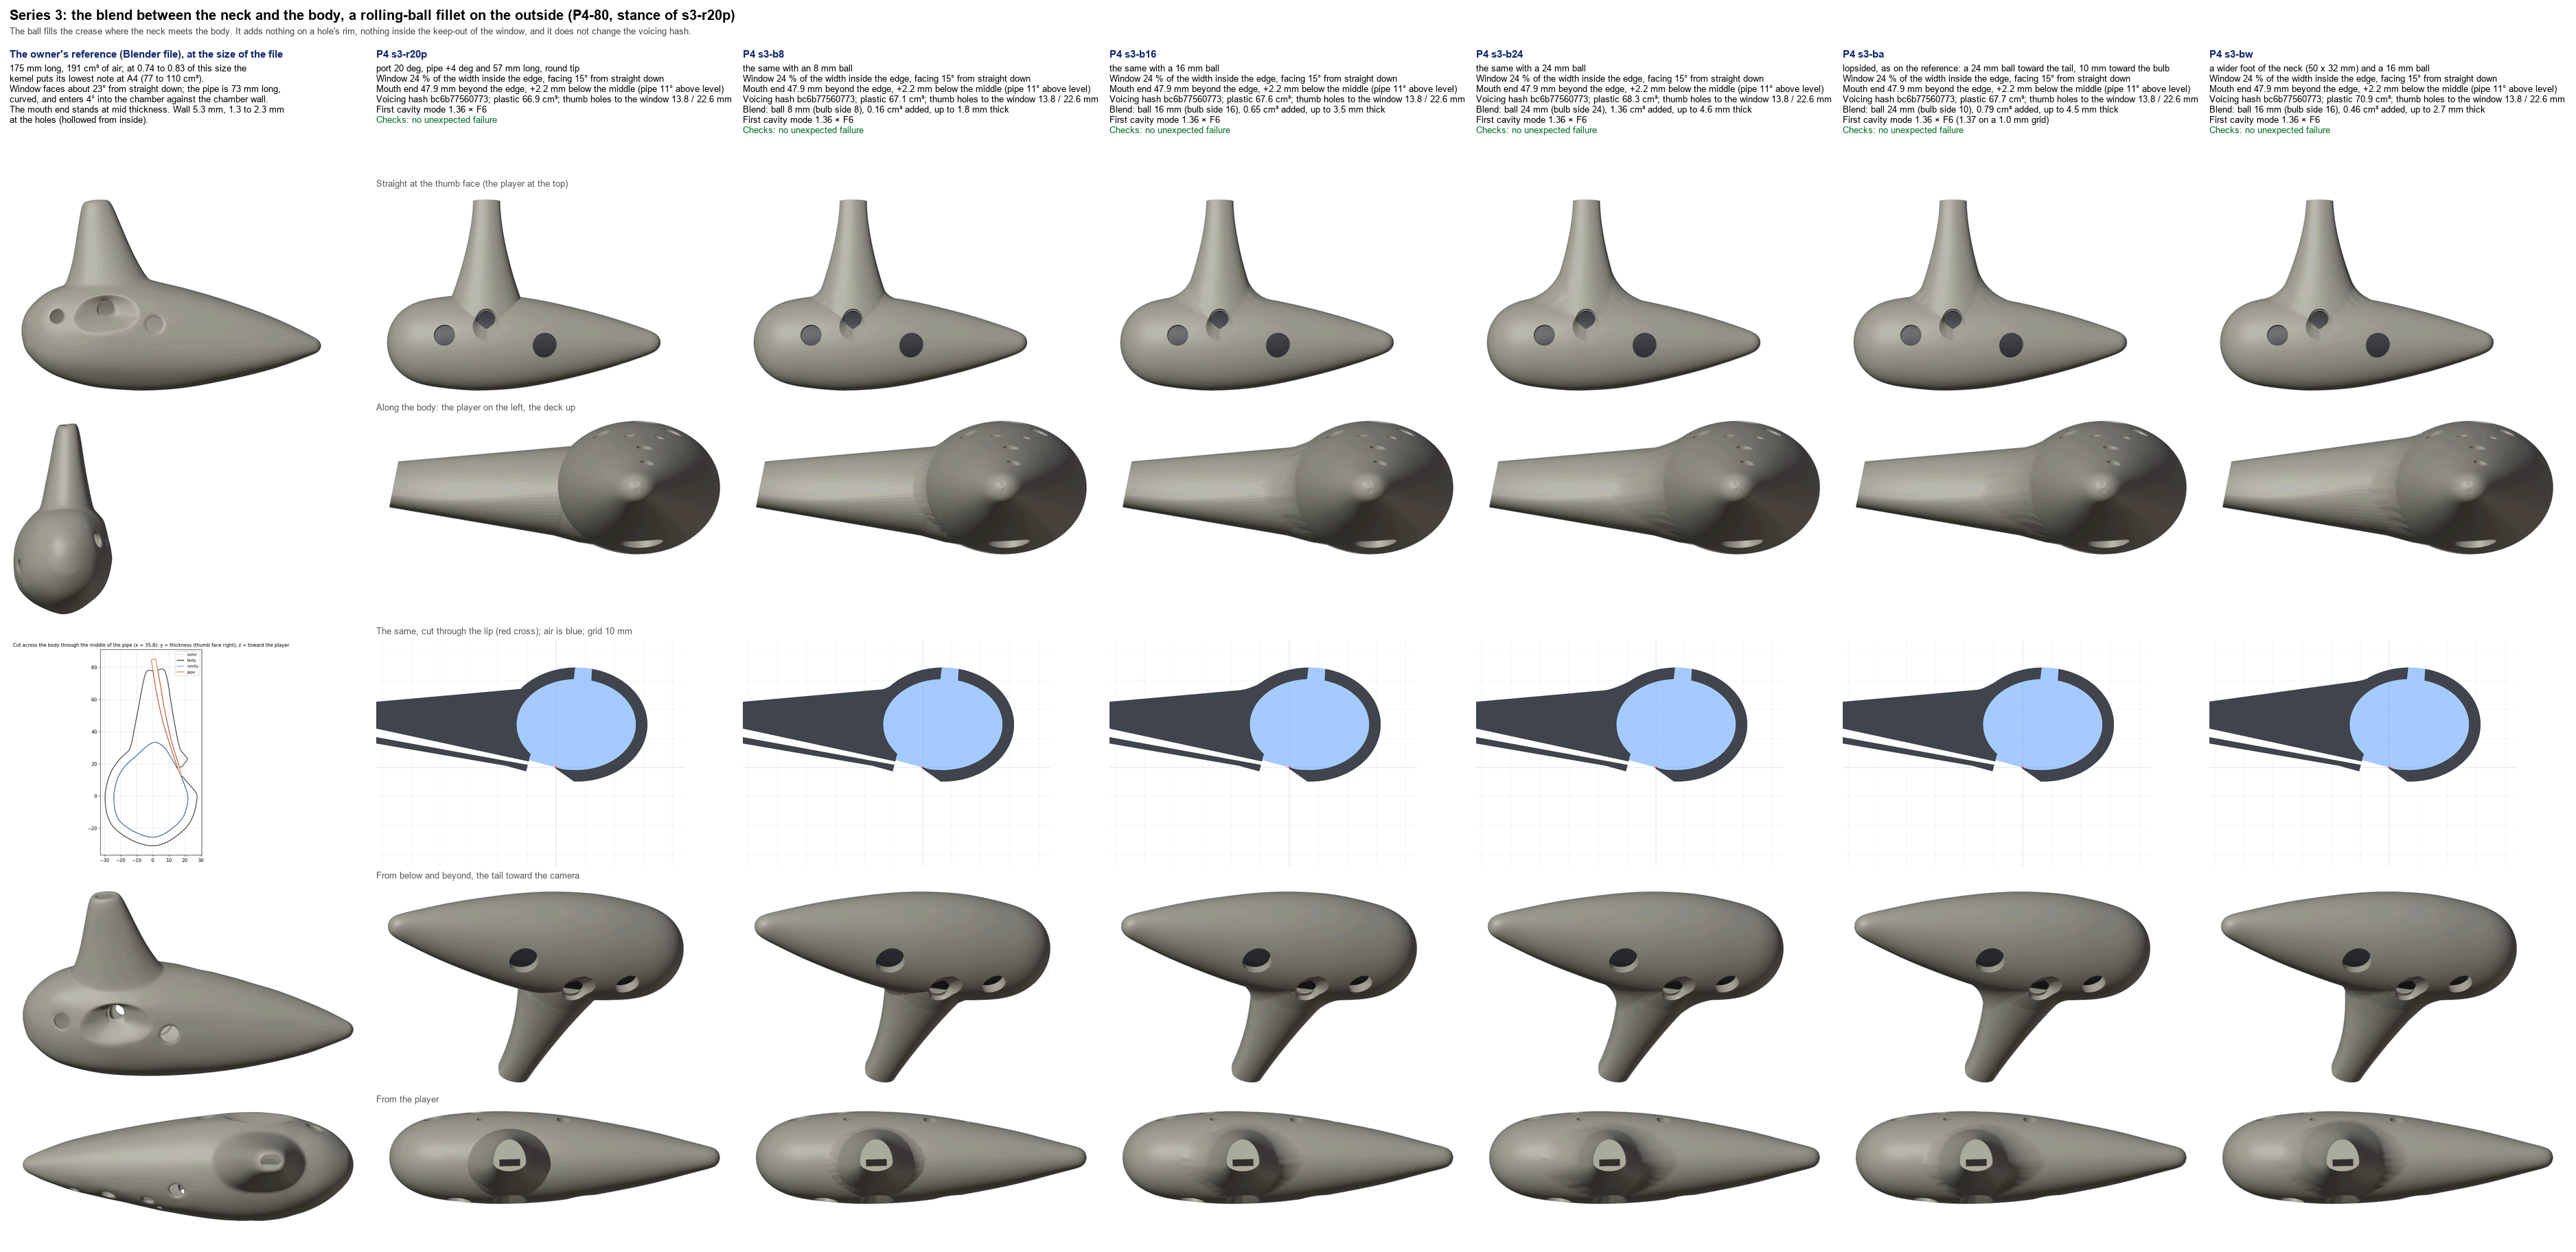 Series 3: the blend between the neck and the body, a rolling-ball fillet on the outside (P4-80, stance of s3-r20p)
The ball fills the crease where the neck meets the body. It adds nothing on a hole's rim, nothing inside the keep-out of the window, and it does not change the voicing hash.
The owner's reference (Blender file), at the size of the file
175 mm long, 191 cm³ of air; at 0.74 to 0.83 of this size the
kernel puts its lowest note at A4 (77 to 110 cm³).
Window faces about 23° from straight down; the pipe is 73 mm long,
curved, and enters 4° into the chamber against the chamber wall.
The mouth end stands at mid thickness. Wall 5.3 mm, 1.3 to 2.3 mm
at the holes (hollowed from inside).
P4 s3-r20p
port 20 deg, pipe +4 deg and 57 mm long, round tip
Window 24 % of the width inside the edge, facing 15° from straight down
Mouth end 47.9 mm beyond the edge, +2.2 mm below the middle (pipe 11° above level)
Voicing hash bc6b77560773; plastic 66.9 cm³; thumb holes to the window 13.8 / 22.6 mm
First cavity mode 1.36 × F6
Checks: no unexpected failure
P4 s3-b8
the same with an 8 mm ball
Window 24 % of the width inside the edge, facing 15° from straight down
Mouth end 47.9 mm beyond the edge, +2.2 mm below the middle (pipe 11° above level)
Voicing hash bc6b77560773; plastic 67.1 cm³; thumb holes to the window 13.8 / 22.6 mm
Blend: ball 8 mm (bulb side 8), 0.16 cm³ added, up to 1.8 mm thick
First cavity mode 1.36 × F6
Checks: no unexpected failure
P4 s3-b16
the same with a 16 mm ball
Window 24 % of the width inside the edge, facing 15° from straight down
Mouth end 47.9 mm beyond the edge, +2.2 mm below the middle (pipe 11° above level)
Voicing hash bc6b77560773; plastic 67.6 cm³; thumb holes to the window 13.8 / 22.6 mm
Blend: ball 16 mm (bulb side 16), 0.65 cm³ added, up to 3.5 mm thick
First cavity mode 1.36 × F6
Checks: no unexpected failure
P4 s3-b24
the same with a 24 mm ball
Window 24 % of the width inside the edge, facing 15° from straight down
Mouth end 47.9 mm beyond the edge, +2.2 mm below the middle (pipe 11° above level)
Voicing hash bc6b77560773; plastic 68.3 cm³; thumb holes to the window 13.8 / 22.6 mm
Blend: ball 24 mm (bulb side 24), 1.36 cm³ added, up to 4.6 mm thick
First cavity mode 1.36 × F6
Checks: no unexpected failure
P4 s3-ba
lopsided, as on the reference: a 24 mm ball toward the tail, 10 mm toward the bulb
Window 24 % of the width inside the edge, facing 15° from straight down
Mouth end 47.9 mm beyond the edge, +2.2 mm below the middle (pipe 11° above level)
Voicing hash bc6b77560773; plastic 67.7 cm³; thumb holes to the window 13.8 / 22.6 mm
Blend: ball 24 mm (bulb side 10), 0.79 cm³ added, up to 4.5 mm thick
First cavity mode 1.36 × F6 (1.37 on a 1.0 mm grid)
Checks: no unexpected failure
P4 s3-bw
a wider foot of the neck (50 x 32 mm) and a 16 mm ball
Window 24 % of the width inside the edge, facing 15° from straight down
Mouth end 47.9 mm beyond the edge, +2.2 mm below the middle (pipe 11° above level)
Voicing hash bc6b77560773; plastic 70.9 cm³; thumb holes to the window 13.8 / 22.6 mm
Blend: ball 16 mm (bulb side 16), 0.46 cm³ added, up to 2.7 mm thick
First cavity mode 1.36 × F6
Checks: no unexpected failure
Straight at the thumb face (the player at the top)
Along the body: the player on the left, the deck up
The same, cut through the lip (red cross); air is blue; grid 10 mm
Cut across the body through the middle of the pipe (x = 35.8): y = thickness (thumb face right), z = toward the player
outer
body
cavity
pipe
80
60
40
20
0
−20
−30 −20 −10 0 10 20 30
From below and beyond, the tail toward the camera
From the player